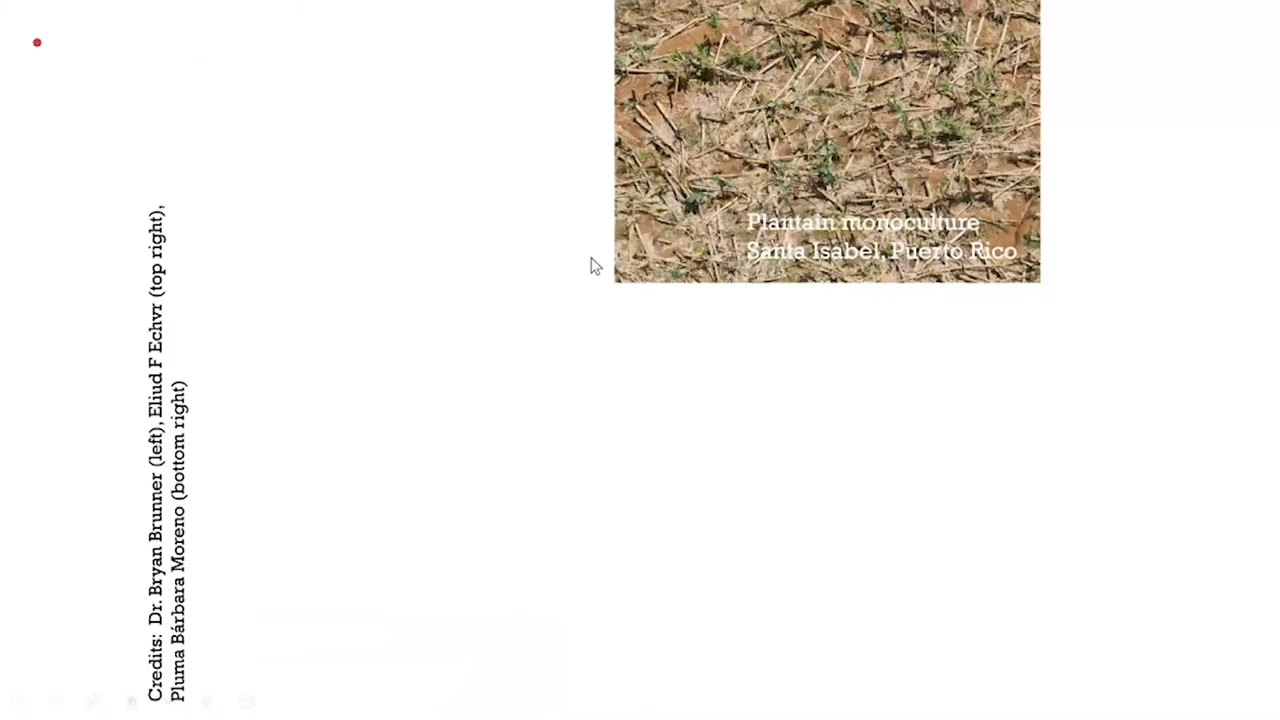 Plantain monoculture
Santa Isabel, Puerto Rico
Credits: Dr. Bryan Brunner (left), Eliud F Echvr (top right),
Pluma Bárbara Moreno (bottom right)